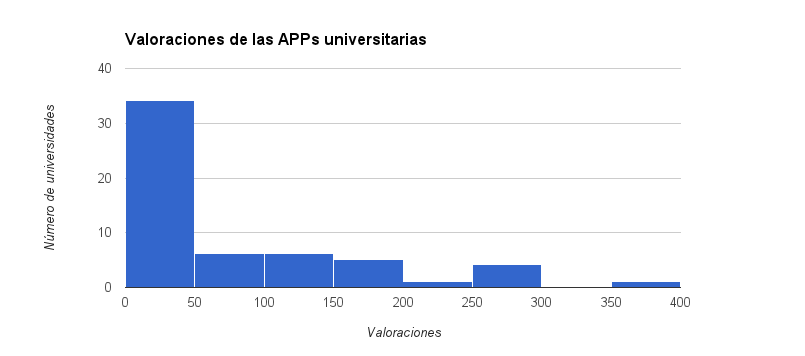 Valoraciones de las APPs universitarias
Número de universidades
40
30
20
10
0
0 50 100 150 200 250 300 350 400
Valoraciones